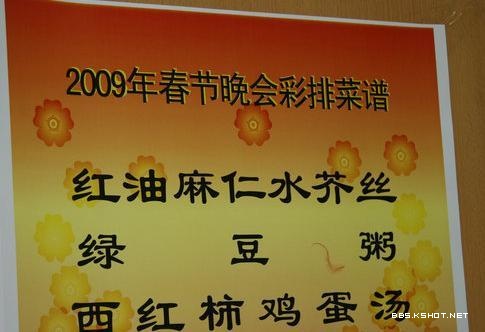 2009年春节晚会彩排菜谱
红油麻仁水芥丝
绿豆粥
西红柿鸡蛋汤
BBS.KSHOT.NET